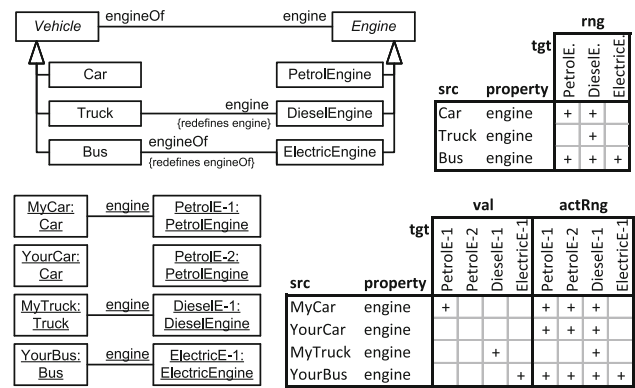 Vehicle engineOf engine Engine
Car PetrolEngine
Truck engine DieselEngine
{redefines engine}
Bus engineOf ElectricEngine
{redefines engineOf}
rng
tgt PetrolE. DieselE. ElectricE.
src property
Car engine + +
Truck engine +
Bus engine + + +
MyCar: engine PetrolE-1:
Car PetrolEngine
YourCar: PetrolE-2:
Car PetrolEngine
MyTruck: engine DieselE-1:
Truck DieselEngine
YourBus: engine ElectricE-1:
Bus ElectricEngine
val actRng
tgt PetrolE-1 PetrolE-2 DieselE-1 ElectricE-1 PetrolE-1 PetrolE-2 DieselE-1 ElectricE-1
src property
MyCar engine + + + +
YourCar engine + + +
MyTruck engine + +
YourBus engine + + + + +